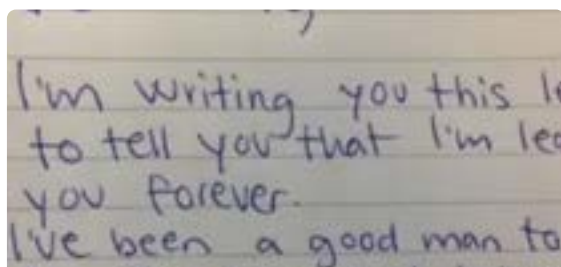 I'm writing you this
to tell you that I'm
you forever.
I've been a good man to